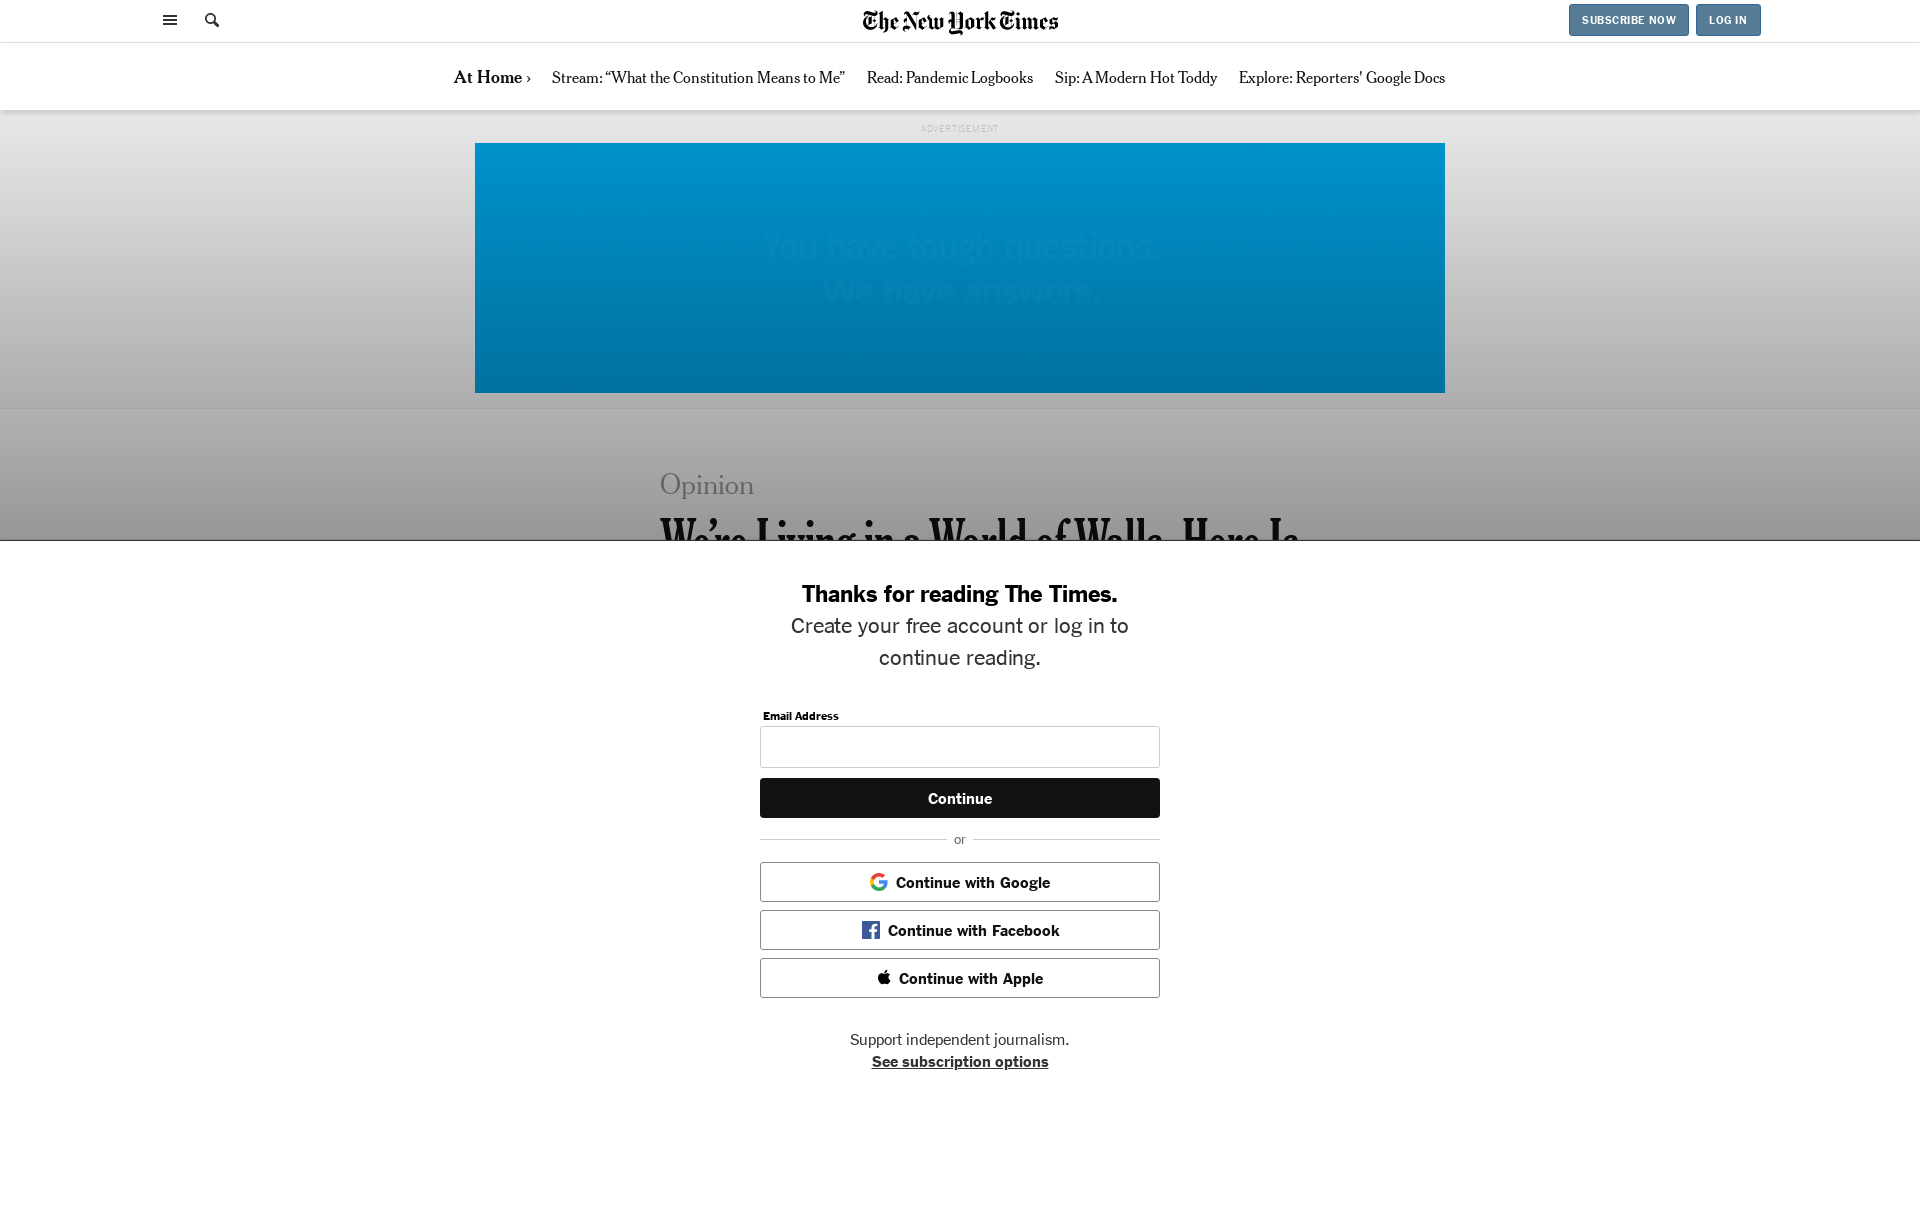 The New York Times
SUBSCRIBE NOW
LOG IN
At Home ›
Stream: “What the Constitution Means to Me”
Read: Pandemic Logbooks
Sip: A Modern Hot Toddy
Explore: Reporters' Google Docs
ADVERTISEMENT
You have tough questions.
We have answers.
Opinion
We’re Living in a World of Walls. Here Is
Thanks for reading The Times.
Create your free account or log in to
continue reading.
Email Address
Continue
or
Continue with Google
Continue with Facebook
Continue with Apple
Support independent journalism.
See subscription options